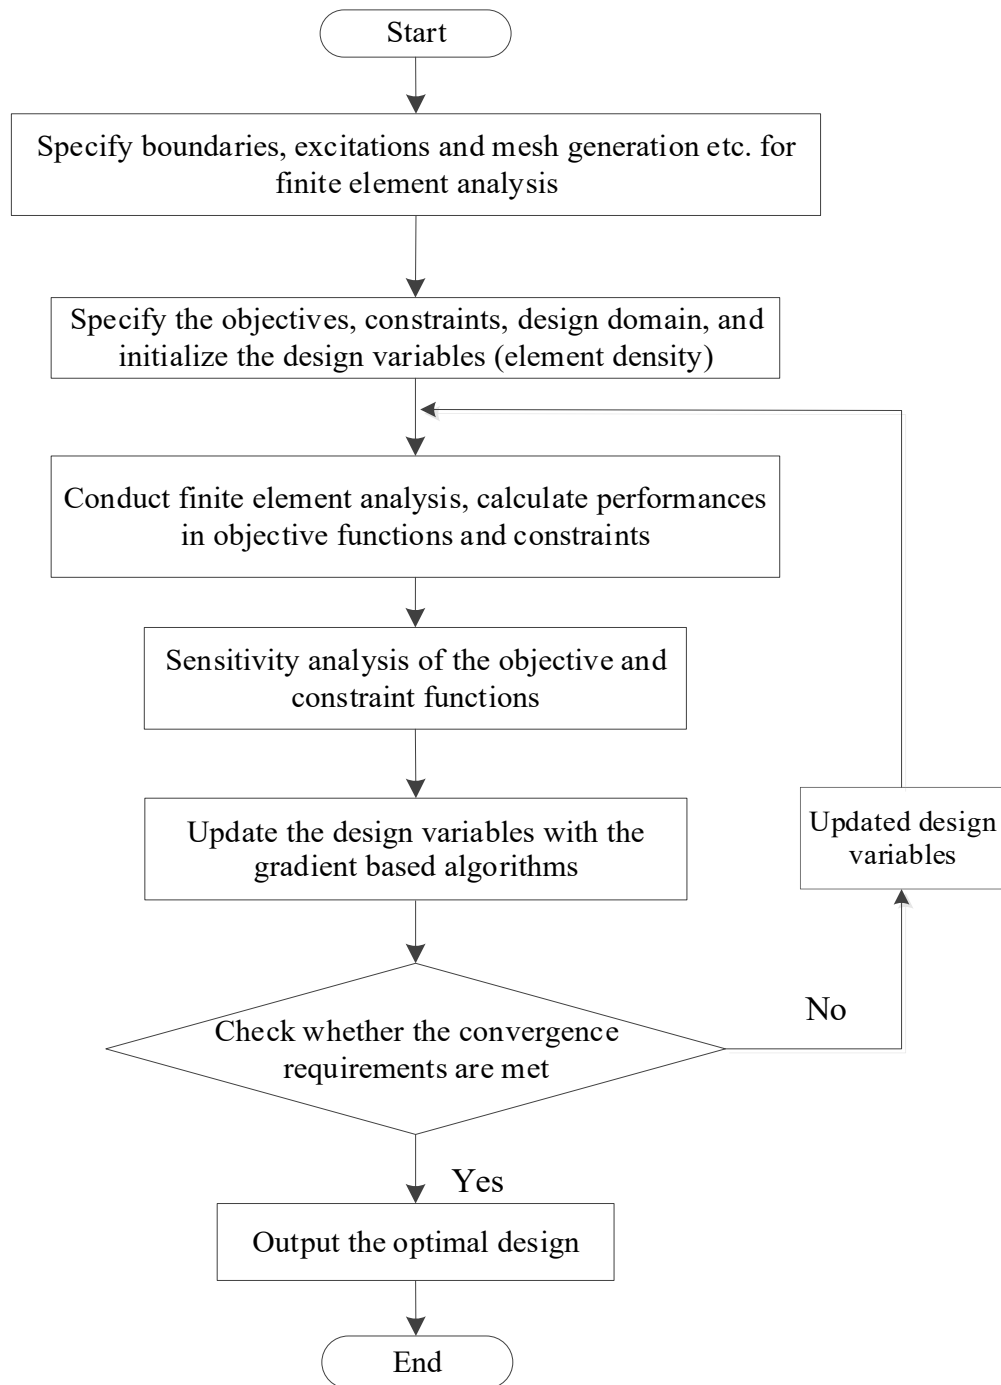 Start
Specify boundaries, excitations and mesh generation etc. for
finite element analysis
Specify the objectives, constraints, design domain, and
initialize the design variables (element density)
Conduct finite element analysis, calculate performances
in objective functions and constraints
Sensitivity analysis of the objective and
constraint functions
Update the design variables with the
gradient based algorithms
Updated design
variables
Check whether the convergence
requirements are met
No
Yes
Output the optimal design
End